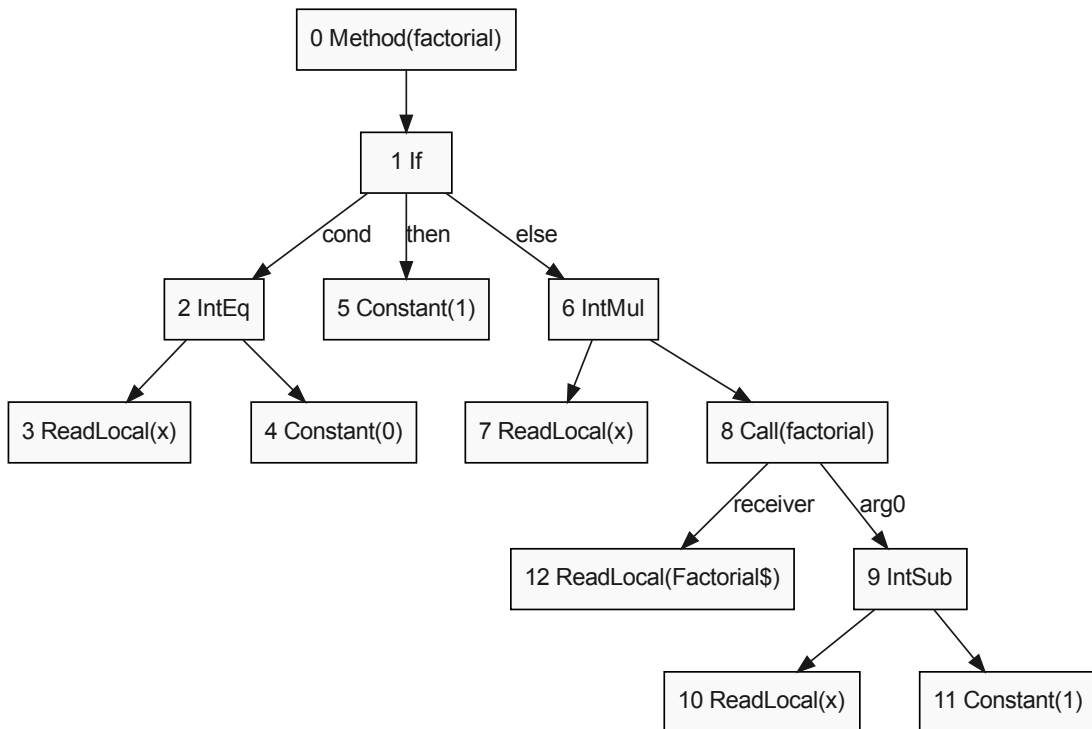 0 Method(factorial)
1 If
cond
then
else
2 IntEq
5 Constant(1)
6 IntMul
3 ReadLocal(x)
4 Constant(0)
7 ReadLocal(x)
8 Call(factorial)
receiver
arg0
12 ReadLocal(Factorial$)
9 IntSub
10 ReadLocal(x)
11 Constant(1)